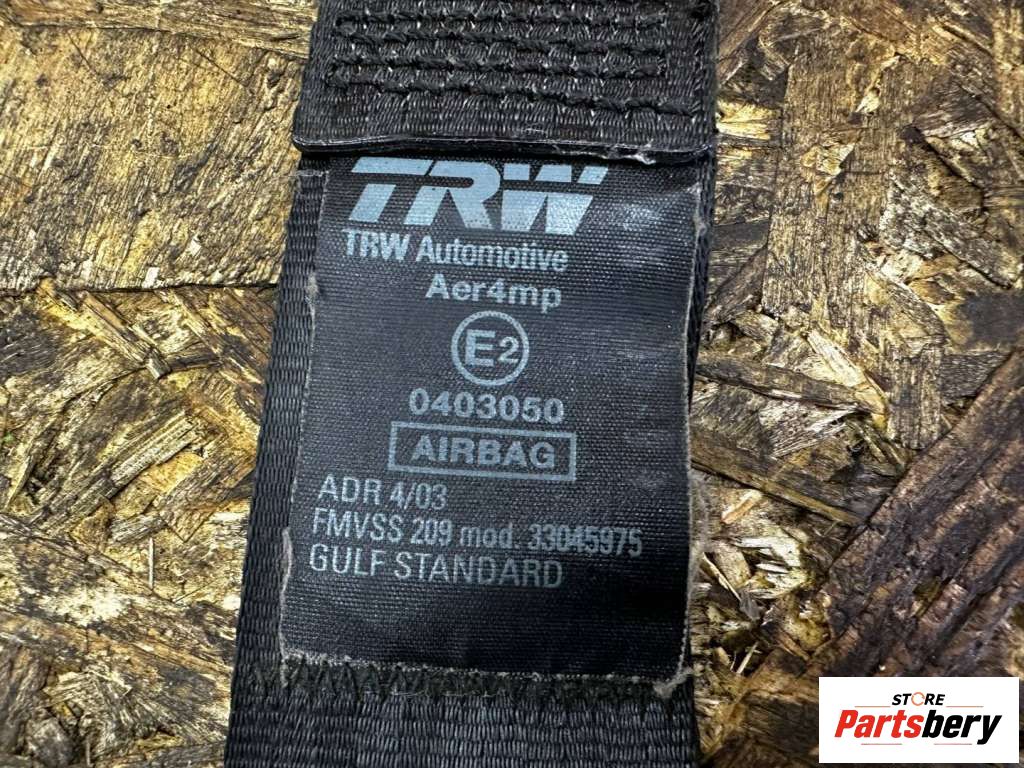 TRW
TRW Automotive
Aer4mp
E2
0403050
AIRBAG
ADR 4/03
FMVSS 209 mod. 33045975
GULF STANDARD
STORE
Partsbery